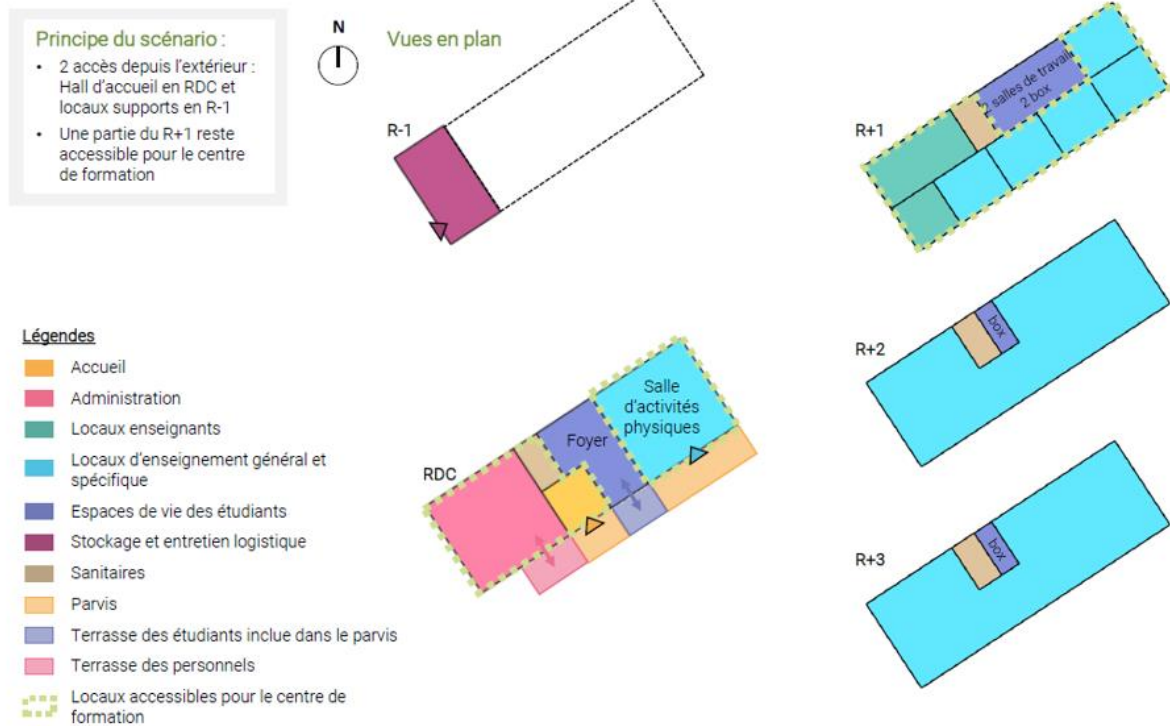 Principe du scénario :
• 2 accès depuis l'extérieur :
Hall d'accueil en RDC et
locaux supports en R-1
• Une partie du R+1 reste
accessible pour le centre
de formation
N
Vues en plan
R-1
R+1
2 salles de travail
2 box
R+2
box
R+3
box
RDC
Foyer
Salle
d'activités
physiques
Légendes
Accueil
Administration
Locaux enseignants
Locaux d'enseignement général et
spécifique
Espaces de vie des étudiants
Stockage et entretien logistique
Sanitaires
Parvis
Terrasse des étudiants inclue dans le parvis
Terrasse des personnels
Locaux accessibles pour le centre de
formation